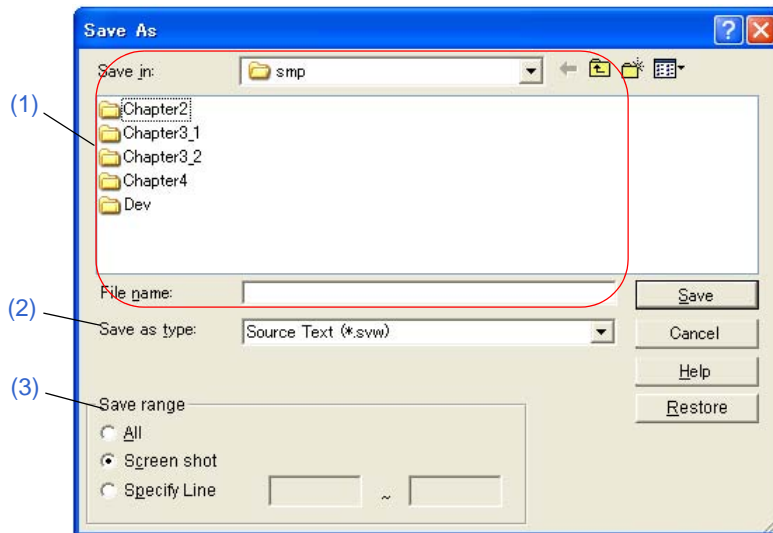 Save As
(1)
Save in: smp
Chapter2
Chapter3_1
Chapter3_2
Chapter4
Dev
File name:
Save
(2)
Save as type: Source Text (*.svw)
Cancel
Help
(3)
Save range
Restore
All
Screen shot
Specify Line ~